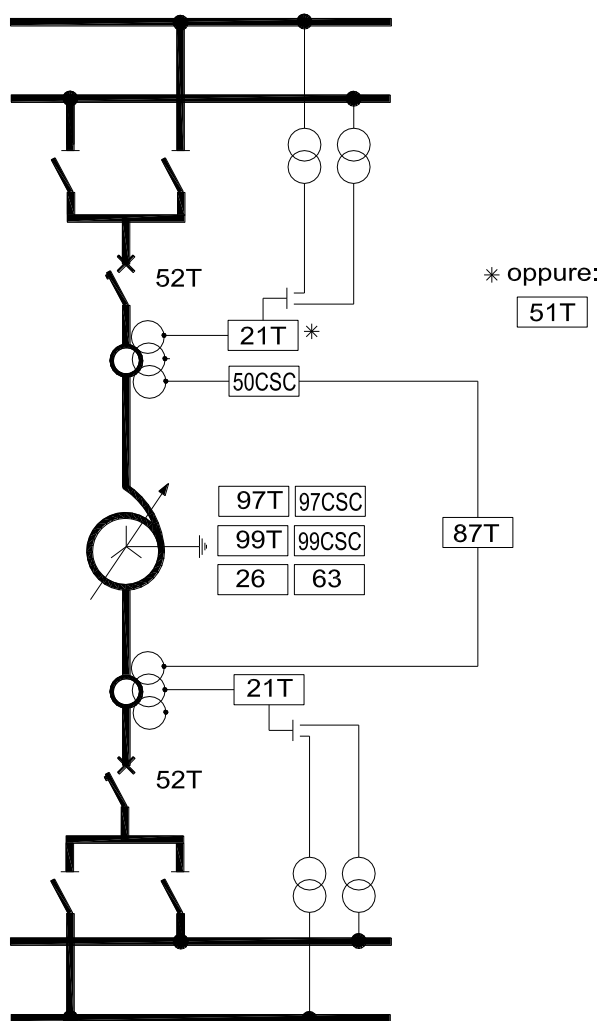 52T
* oppure:
51T
21T *
50CSC
97T 97CSC
99T 99CSC
87T
26 63
21T
52T